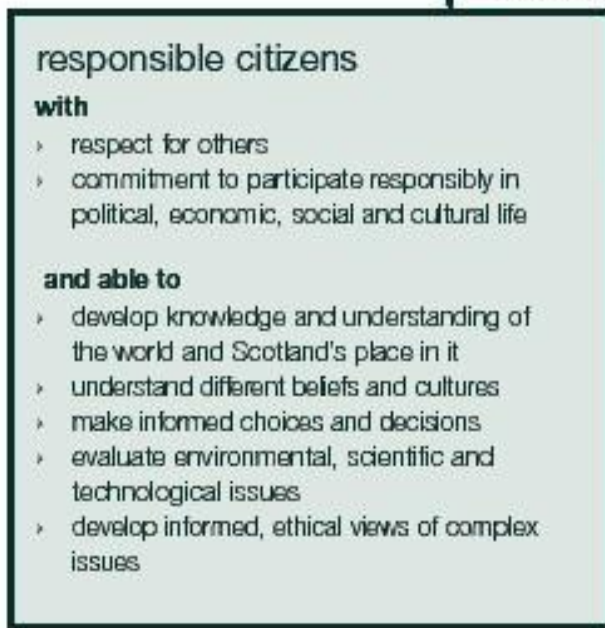 responsible citizens
with
› respect for others
› commitment to participate responsibly in
political, economic, social and cultural life
and able to
› develop knowledge and understanding of
the world and Scotland's place in it
› understand different beliefs and cultures
› make informed choices and decisions
› evaluate environmental, scientific and
technological issues
› develop informed, ethical views of complex
issues